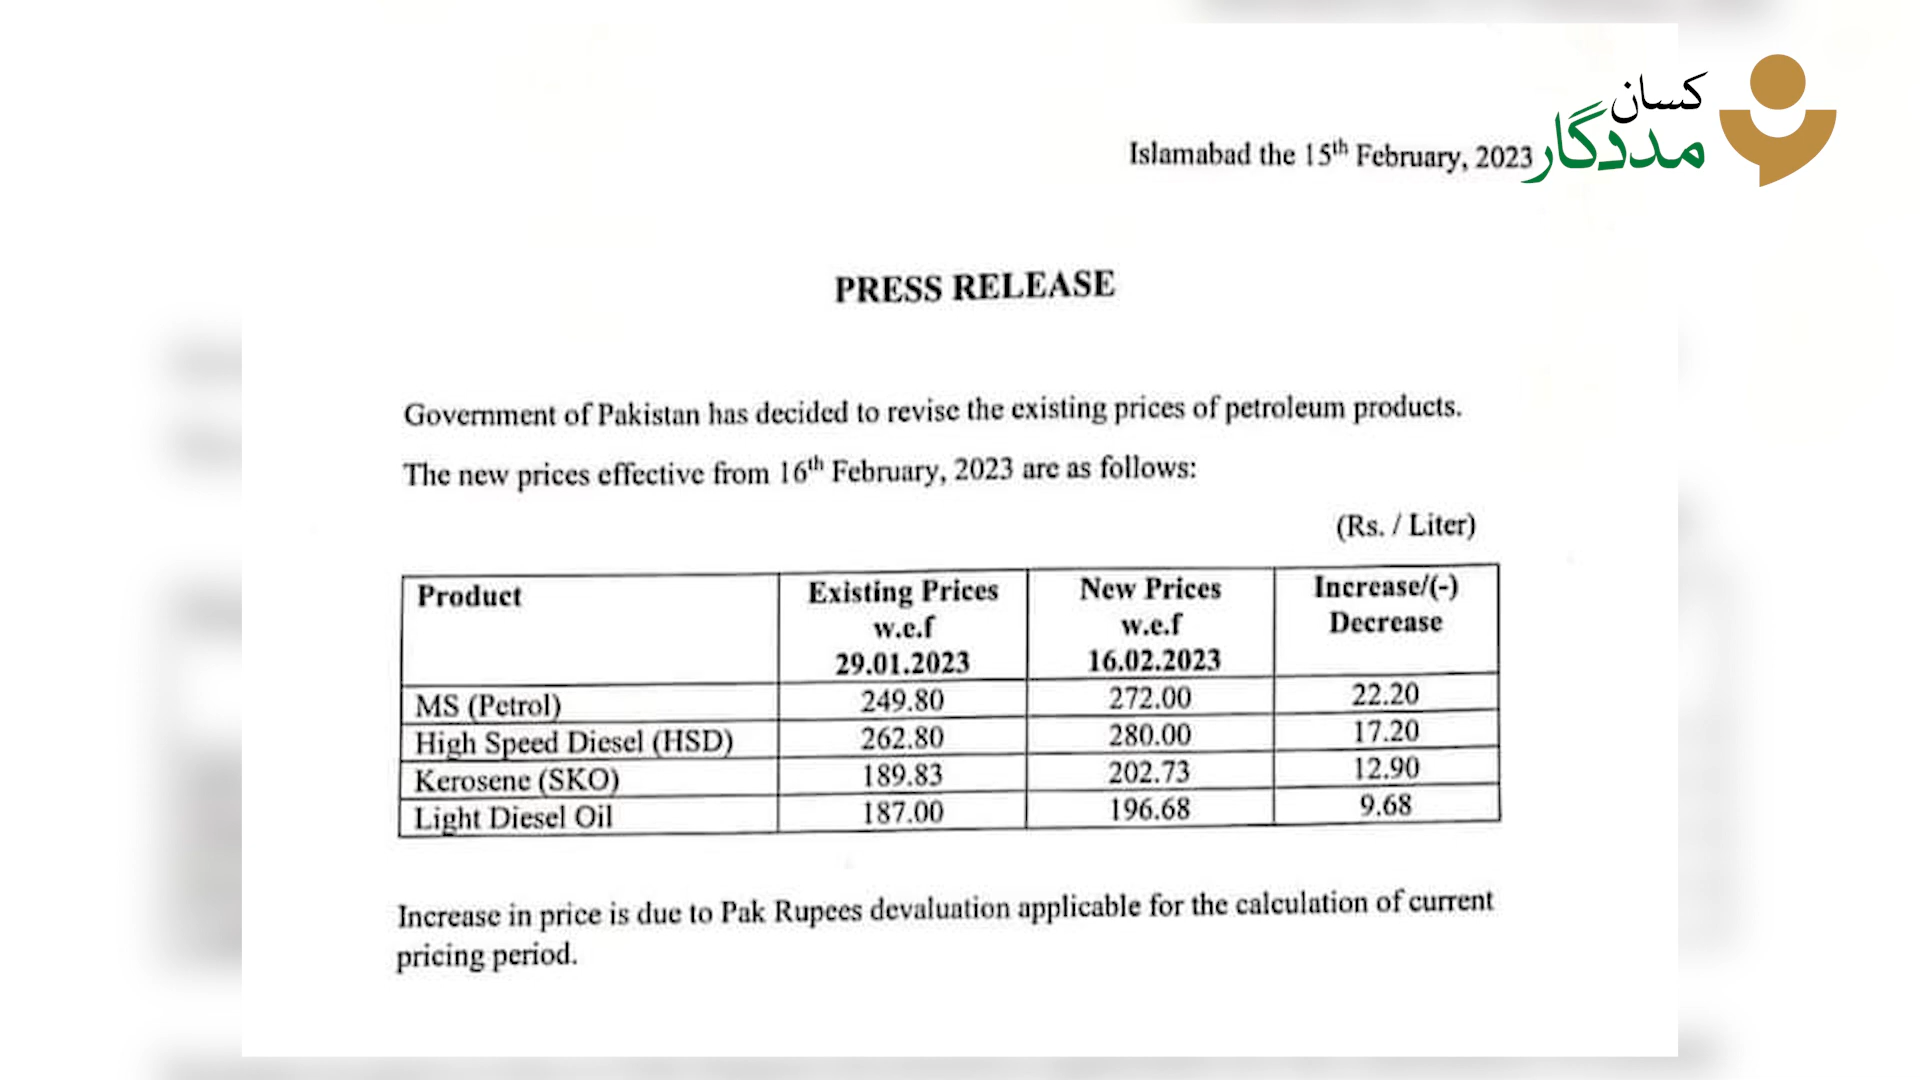 کسان
مددگار
Islamabad the 15th February, 2023
PRESS RELEASE
Government of Pakistan has decided to revise the existing prices of petroleum products.
The new prices effective from 16th February, 2023 are as follows:
(Rs. / Liter)
Product Existing Prices w.e.f 29.01.2023 New Prices w.e.f 16.02.2023 Increase/(-) Decrease
MS (Petrol) 249.80 272.00 22.20
High Speed Diesel (HSD) 262.80 280.00 17.20
Kerosene (SKO) 189.83 202.73 12.90
Light Diesel Oil 187.00 196.68 9.68
Increase in price is due to Pak Rupees devaluation applicable for the calculation of current
pricing period.